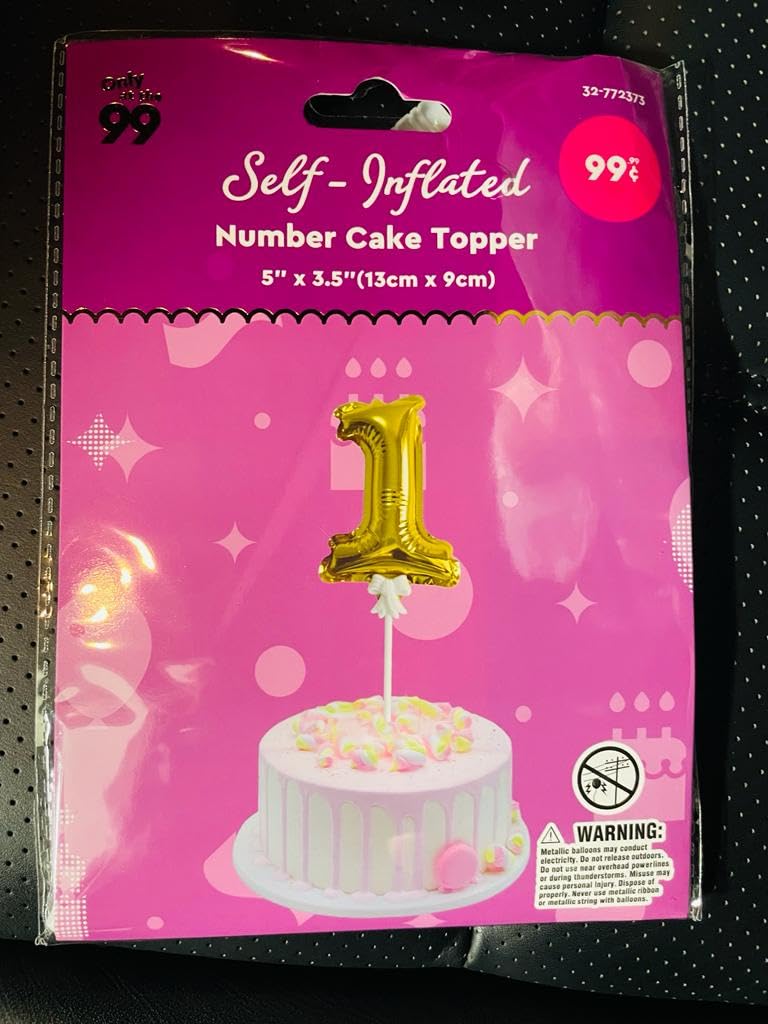 Only
at the
99
32-772373
99.99¢
Self-Inflated
Number Cake Topper
5" x 3.5"(13cm x 9cm)
1
WARNING:
Metallic balloons may conduct
electricity. Do not release outdoors.
Do not use near overhead powerlines
or during thunderstorms. Misuse may
cause personal injury. Dispose of
properly. Never use metallic ribbon
or metallic string with balloons.